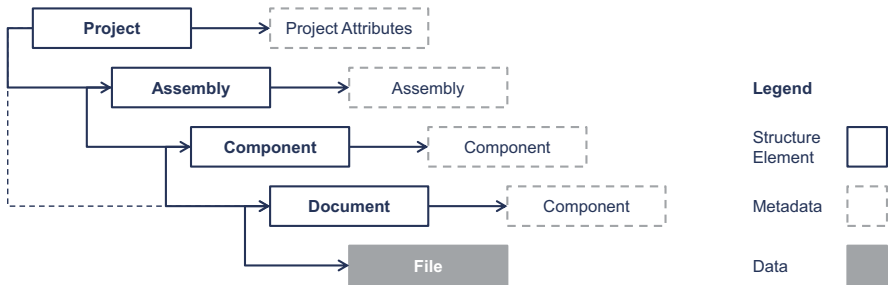 Project
Project Attributes
Assembly
Assembly
Legend
Component
Component
Structure
Element
Document
Component
Metadata
File
Data